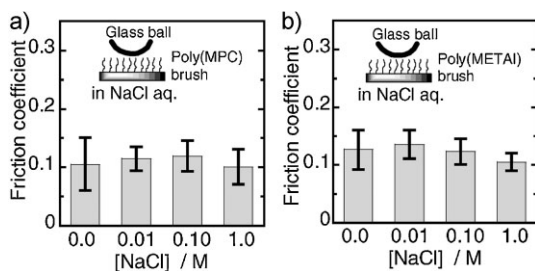 a)
Glass ball
Poly(MPC)
brush
in NaCl aq.
Friction coefficient
0.3
0.2
0.1
0
0.0 0.01 0.10 1.0
[NaCl] / M
b)
Glass ball
Poly(METAI)
brush
in NaCl aq.
Friction coefficient
0.3
0.2
0.1
0
0.0 0.01 0.10 1.0
[NaCl] / M